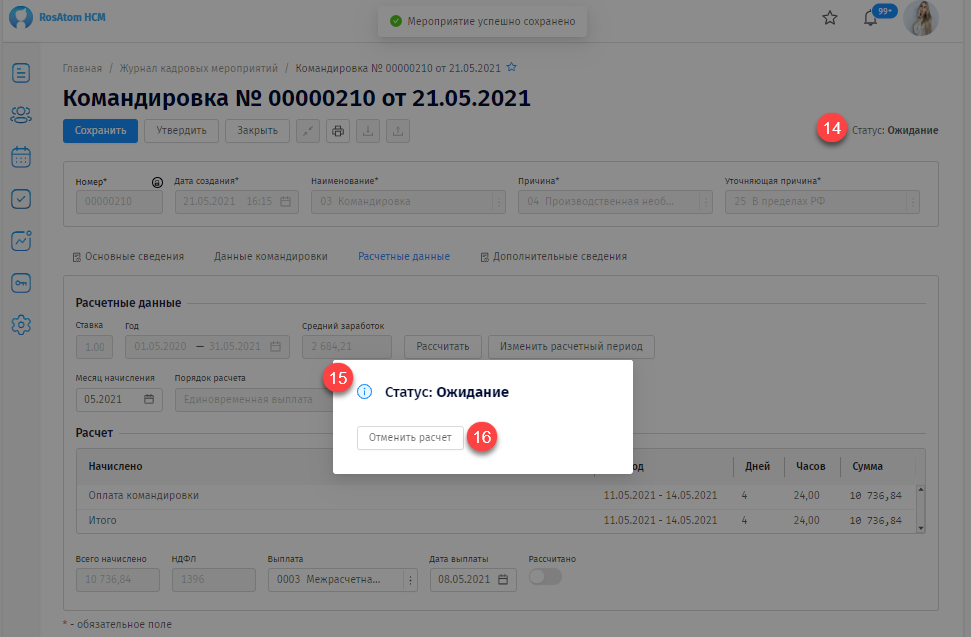 RosAtom HCM
Мероприятие успешно сохранено
99+
Главная / Журнал кадровых мероприятий / Командировка № 00000210 от 21.05.2021
Командировка № 00000210 от 21.05.2021
Сохранить Утвердить Закрыть
14 Статус: Ожидание
Номер* Дата создания* Наименование* Причина* Уточняющая причина*
00000210 21.05.2021 16:15 03 Командировка 04 Производственная необ... 25 В пределах РФ
Основные сведения Данные командировки Расчетные данные Дополнительные сведения
Расчетные данные
Ставка Год Средний заработок
1.00 01.05.2020 — 31.05.2021 2 684,21 Рассчитать Изменить расчетный период
Месяц начисления Порядок расчета
05.2021 Единовременная выплата
15 Статус: Ожидание
Отменить расчет 16
Расчет
Начислено од Дней Часов Сумма
Оплата командировки 11.05.2021 - 14.05.2021 4 24,00 10 736,84
Итого 11.05.2021 - 14.05.2021 4 24,00 10 736,84
Всего начислено НДФЛ Выплата Дата выплаты Рассчитано
10 736,84 1396 0003 Межрасчетна... 08.05.2021
* - обязательное поле